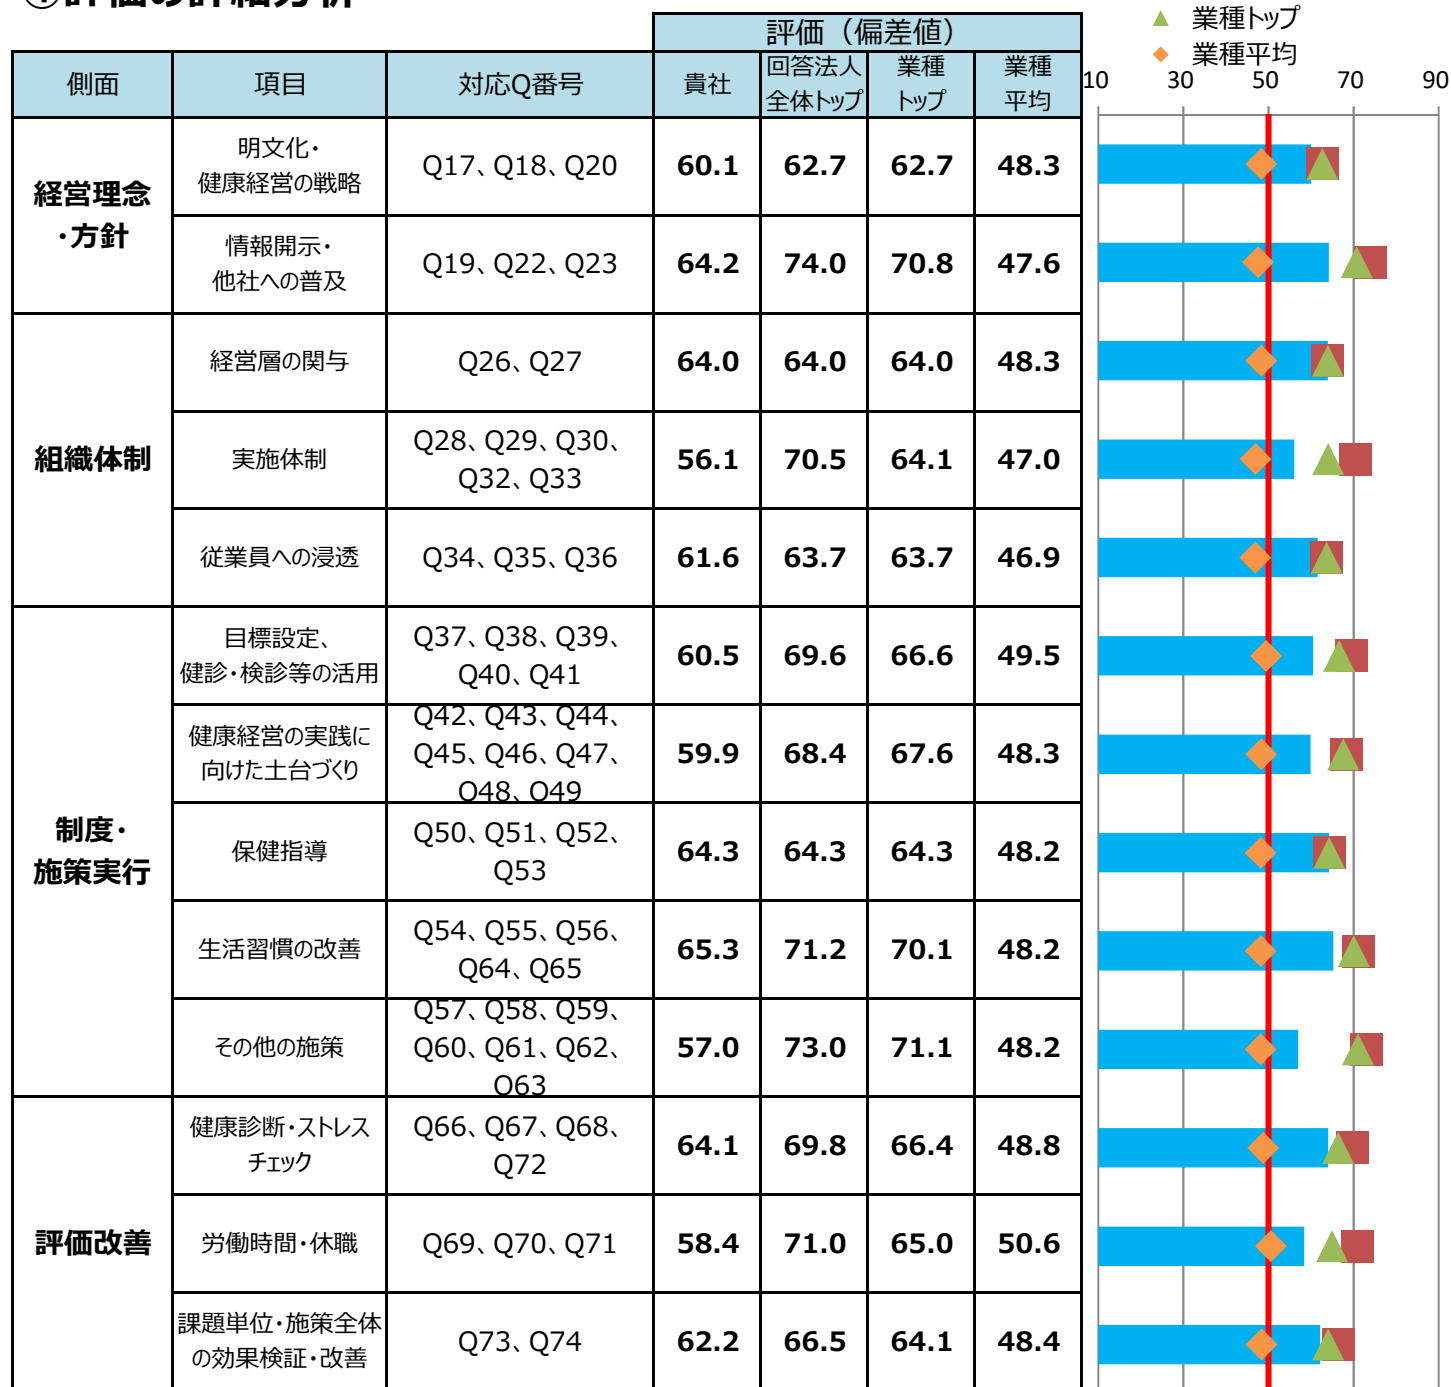 ①評価の詳細分析
▲ 業種トップ
◆ 業種平均
評価（偏差値）
側面 項目 対応Q番号 貴社 回答法人 業種 業種
全体トップ トップ 平均
10 30 50 70 90
経営理念
・方針
明文化・
健康経営の戦略
Q17、Q18、Q20 60.1 62.7 62.7 48.3
情報開示・
他社への普及
Q19、Q22、Q23 64.2 74.0 70.8 47.6
組織体制
経営層の関与 Q26、Q27 64.0 64.0 64.0 48.3
実施体制
Q28、Q29、Q30、
Q32、Q33
56.1 70.5 64.1 47.0
従業員への浸透 Q34、Q35、Q36 61.6 63.7 63.7 46.9
制度・
施策実行
目標設定、
健診・検診等の活用
Q37、Q38、Q39、
Q40、Q41
60.5 69.6 66.6 49.5
健康経営の実践に
向けた土台づくり
Q42、Q43、Q44、
Q45、Q46、Q47、
Q48、Q49
59.9 68.4 67.6 48.3
保健指導
Q50、Q51、Q52、
Q53
64.3 64.3 64.3 48.2
生活習慣の改善
Q54、Q55、Q56、
Q64、Q65
65.3 71.2 70.1 48.2
その他の施策
Q57、Q58、Q59、
Q60、Q61、Q62、
Q63
57.0 73.0 71.1 48.2
評価改善
健康診断・ストレス
チェック
Q66、Q67、Q68、
Q72
64.1 69.8 66.4 48.8
労働時間・休職 Q69、Q70、Q71 58.4 71.0 65.0 50.6
課題単位・施策全体
の効果検証・改善
Q73、Q74 62.2 66.5 64.1 48.4